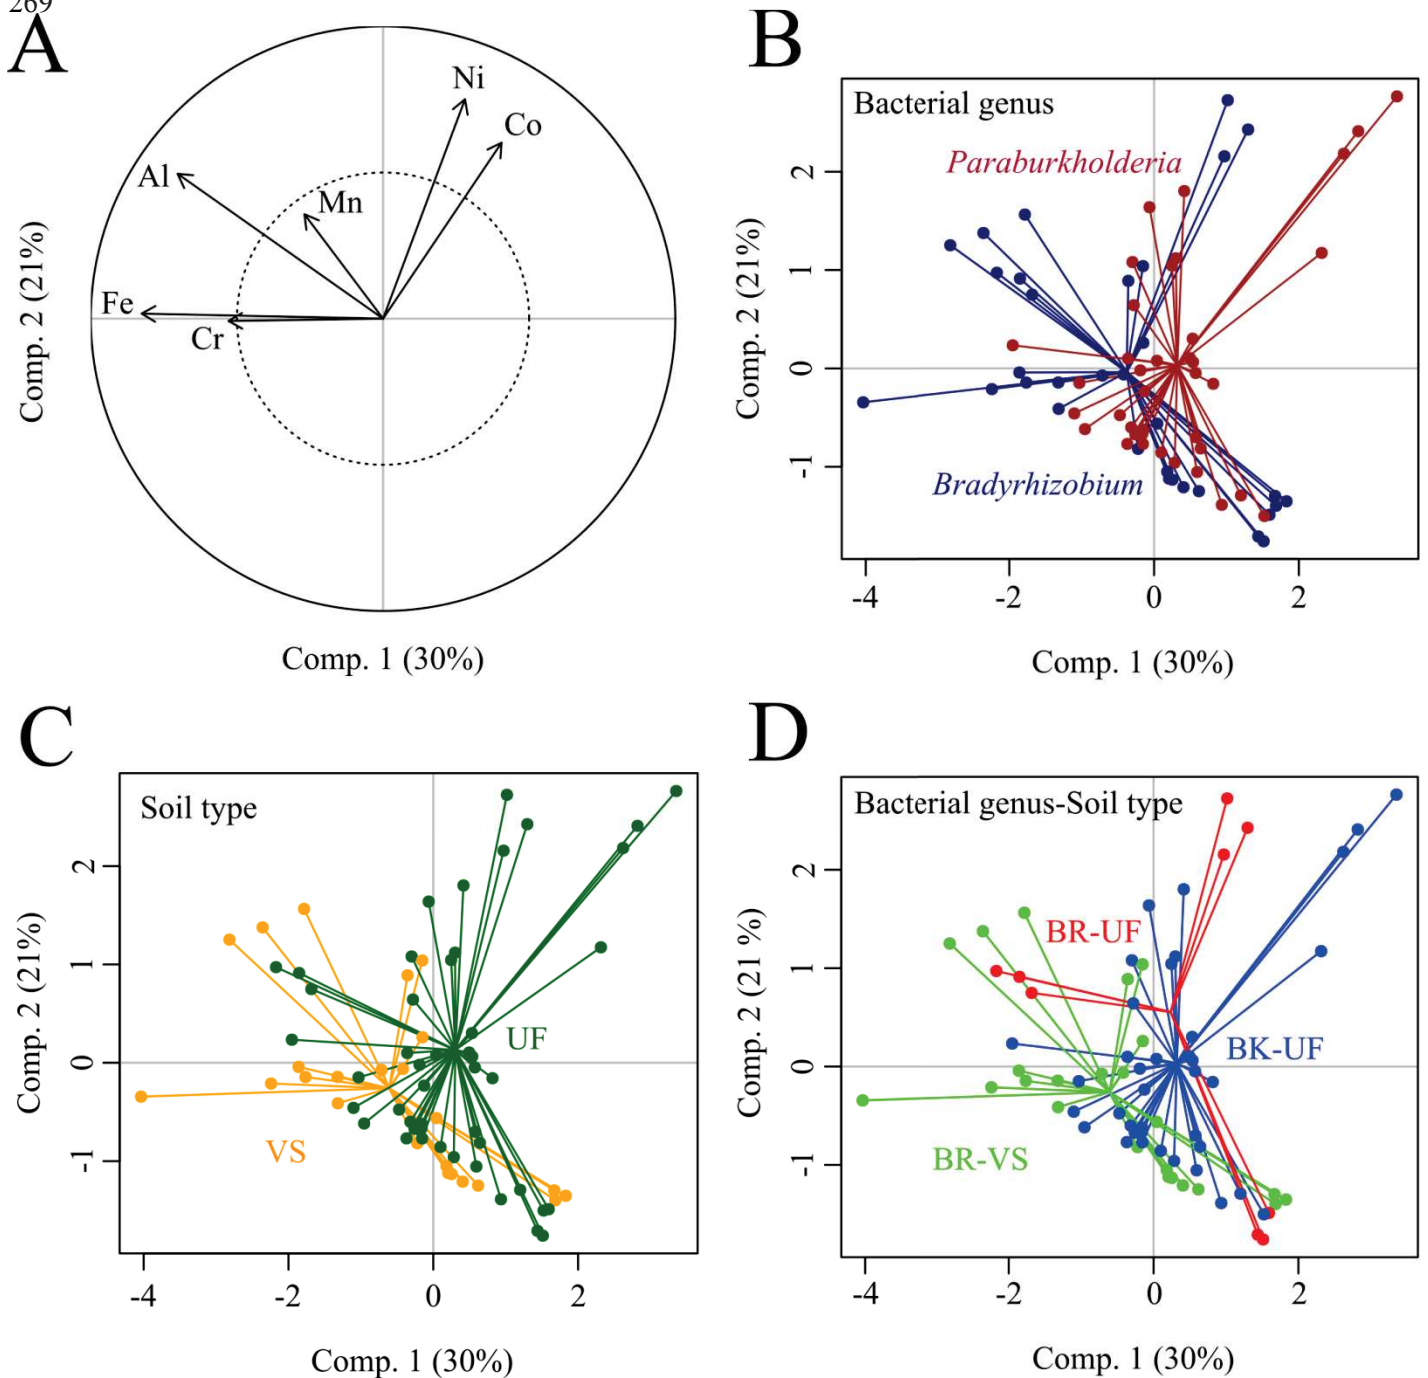 269
A
Ni
Co
Al
Mn
Fe
Cr
Comp. 2 (21%)
Comp. 1 (30%)
B
Bacterial genus
Paraburkholderia
Bradyrhizobium
Comp. 2 (21%)
2
1
0
-1
-4 -2 0 2
Comp. 1 (30%)
C
Soil type
UF
VS
Comp. 2 (21%)
2
1
0
-1
-4 -2 0 2
Comp. 1 (30%)
D
Bacterial genus-Soil type
BR-UF
BK-UF
BR-VS
Comp. 2 (21 %)
2
1
0
-1
-4 -2 0 2
Comp. 1 (30%)